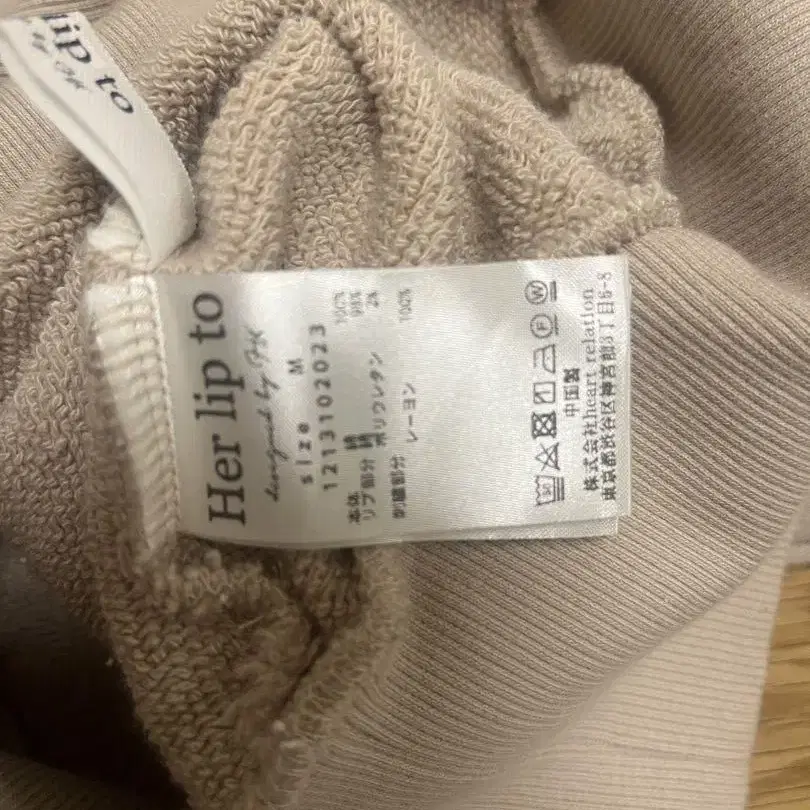 lip to
Her lip to
designed by
size M
1213102023
本体 綿 100%
リブ部分 綿 98%
ポリウレタン 2%
刺繍部分 レーヨン 100%
中国製
株式会社heart relation
東京都渋谷区神宮前3丁目6-8